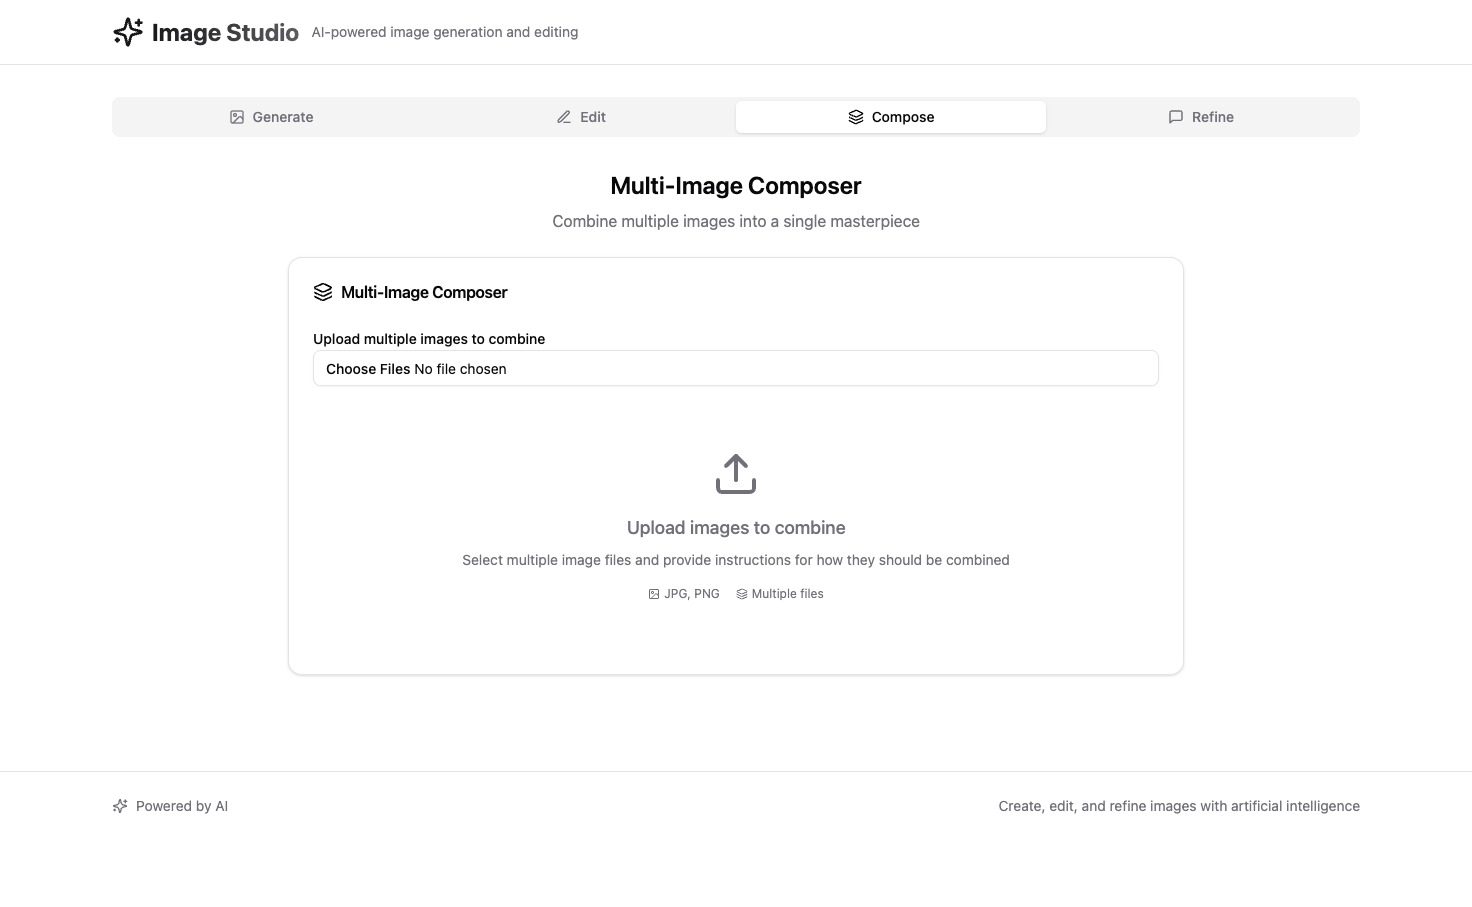 Image Studio AI-powered image generation and editing
Generate Edit Compose Refine
Multi-Image Composer
Combine multiple images into a single masterpiece
Multi-Image Composer
Upload multiple images to combine
Choose Files No file chosen
Upload images to combine
Select multiple image files and provide instructions for how they should be combined
JPG, PNG Multiple files
Powered by AI Create, edit, and refine images with artificial intelligence